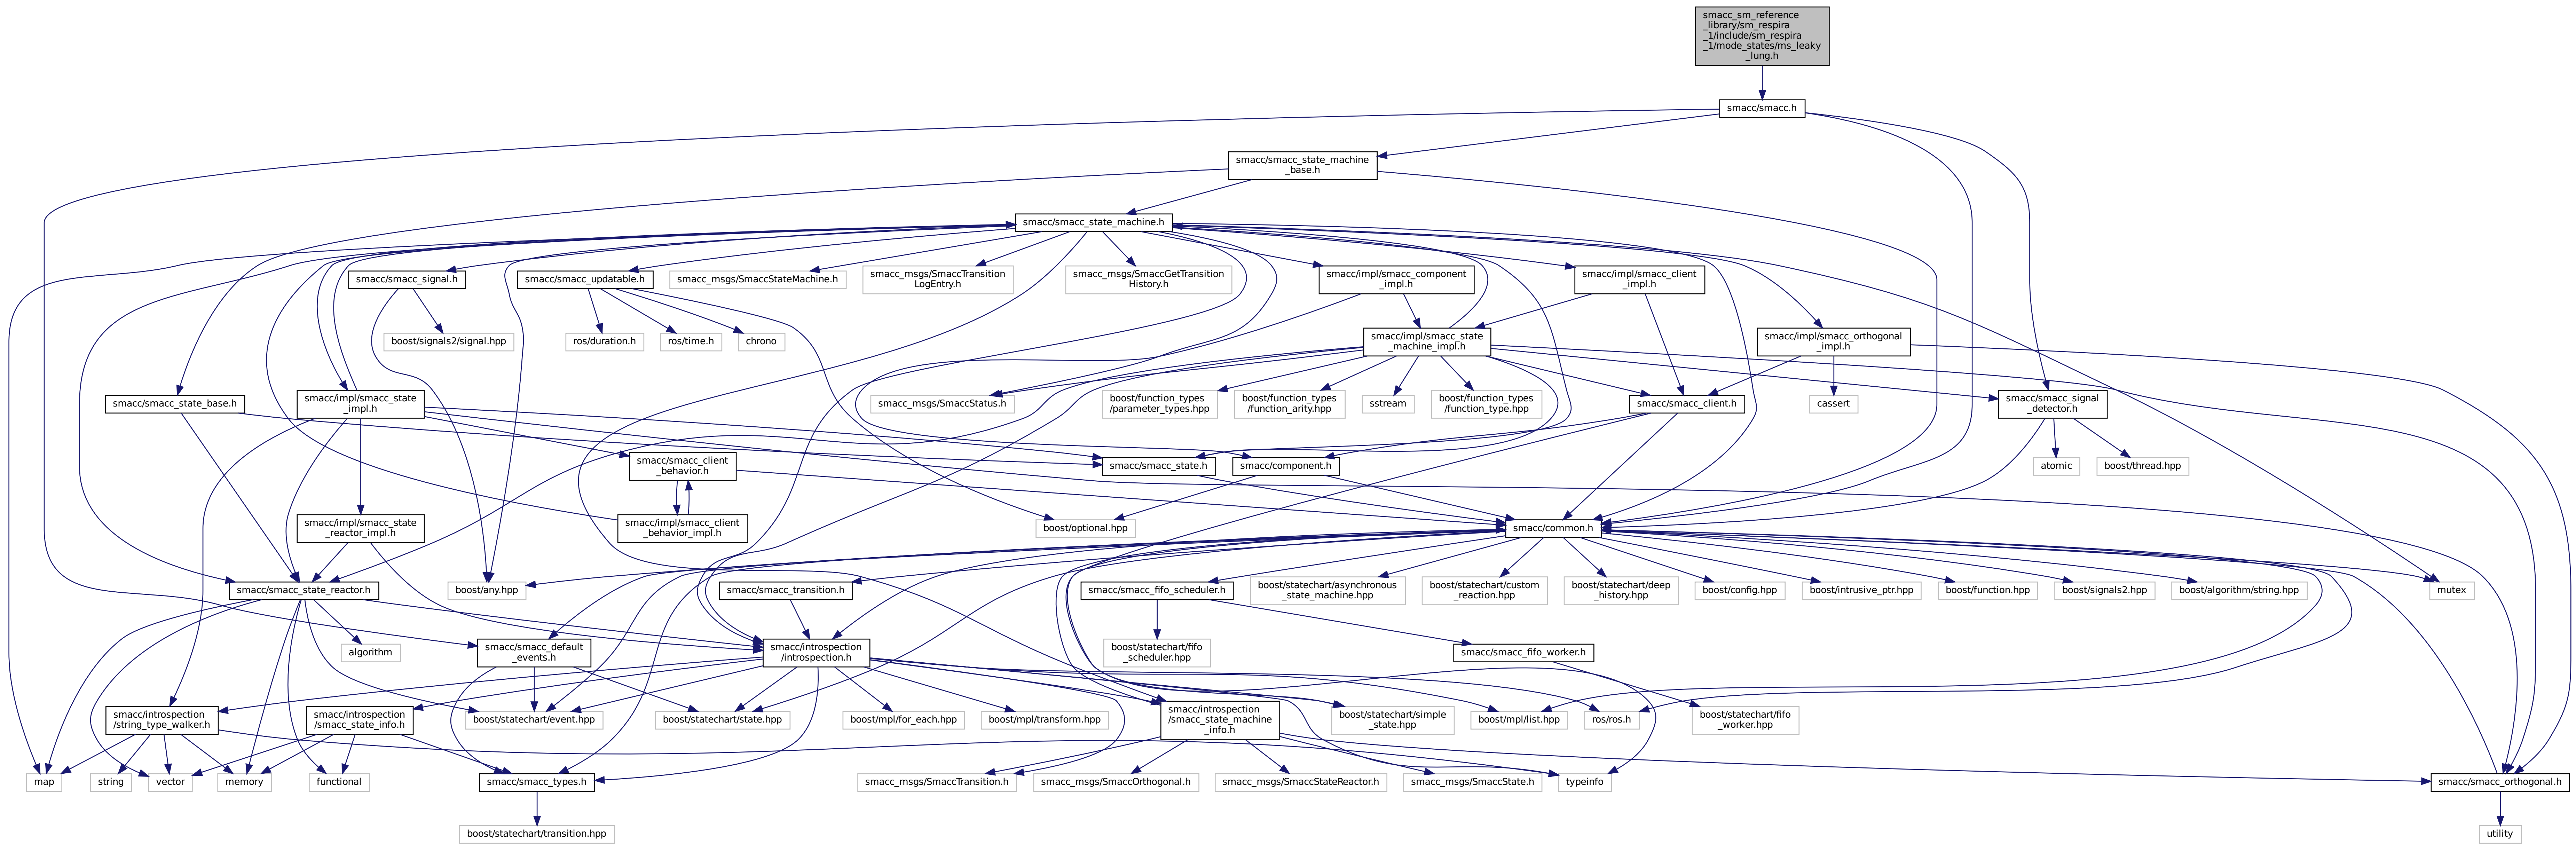 smacc_sm_reference
_library/sm_respira
_1/include/sm_respira
_1/mode_states/ms_leaky
_lung.h
smacc/smacc.h
smacc/smacc_state_machine
_base.h
smacc/smacc_state_machine.h
smacc/smacc_signal.h
smacc/smacc_updatable.h
smacc_msgs/SmaccStateMachine.h
smacc_msgs/SmaccTransition
LogEntry.h
smacc_msgs/SmaccGetTransition
History.h
smacc/impl/smacc_component
_impl.h
smacc/impl/smacc_client
_impl.h
boost/signals2/signal.hpp
ros/duration.h
ros/time.h
chrono
smacc/impl/smacc_state
_machine_impl.h
smacc/impl/smacc_orthogonal
_impl.h
smacc/smacc_state_base.h
smacc/impl/smacc_state
_impl.h
smacc_msgs/SmaccStatus.h
boost/function_types
/parameter_types.hpp
boost/function_types
/function_arity.hpp
sstream
boost/function_types
/function_type.hpp
smacc/smacc_client.h
cassert
smacc/smacc_signal
_detector.h
smacc/smacc_client
_behavior.h
smacc/smacc_state.h
smacc/component.h
atomic
boost/thread.hpp
smacc/impl/smacc_state
_reactor_impl.h
smacc/impl/smacc_client
_behavior_impl.h
boost/optional.hpp
smacc/common.h
smacc/smacc_state_reactor.h
boost/any.hpp
smacc/smacc_transition.h
smacc/smacc_fifo_scheduler.h
boost/statechart/asynchronous
_state_machine.hpp
boost/statechart/custom
_reaction.hpp
boost/statechart/deep
_history.hpp
boost/config.hpp
boost/intrusive_ptr.hpp
boost/function.hpp
boost/signals2.hpp
boost/algorithm/string.hpp
mutex
algorithm
smacc/smacc_default
_events.h
smacc/introspection
/introspection.h
boost/statechart/fifo
_scheduler.hpp
smacc/smacc_fifo_worker.h
smacc/introspection
/string_type_walker.h
smacc/introspection
/smacc_state_info.h
boost/statechart/event.hpp
boost/statechart/state.hpp
boost/mpl/for_each.hpp
boost/mpl/transform.hpp
smacc/introspection
/smacc_state_machine
_info.h
boost/statechart/simple
_state.hpp
boost/mpl/list.hpp
ros/ros.h
boost/statechart/fifo
_worker.hpp
map
string
vector
memory
functional
smacc/smacc_types.h
smacc_msgs/SmaccTransition.h
smacc_msgs/SmaccOrthogonal.h
smacc_msgs/SmaccStateReactor.h
smacc_msgs/SmaccState.h
typeinfo
smacc/smacc_orthogonal.h
boost/statechart/transition.hpp
utility